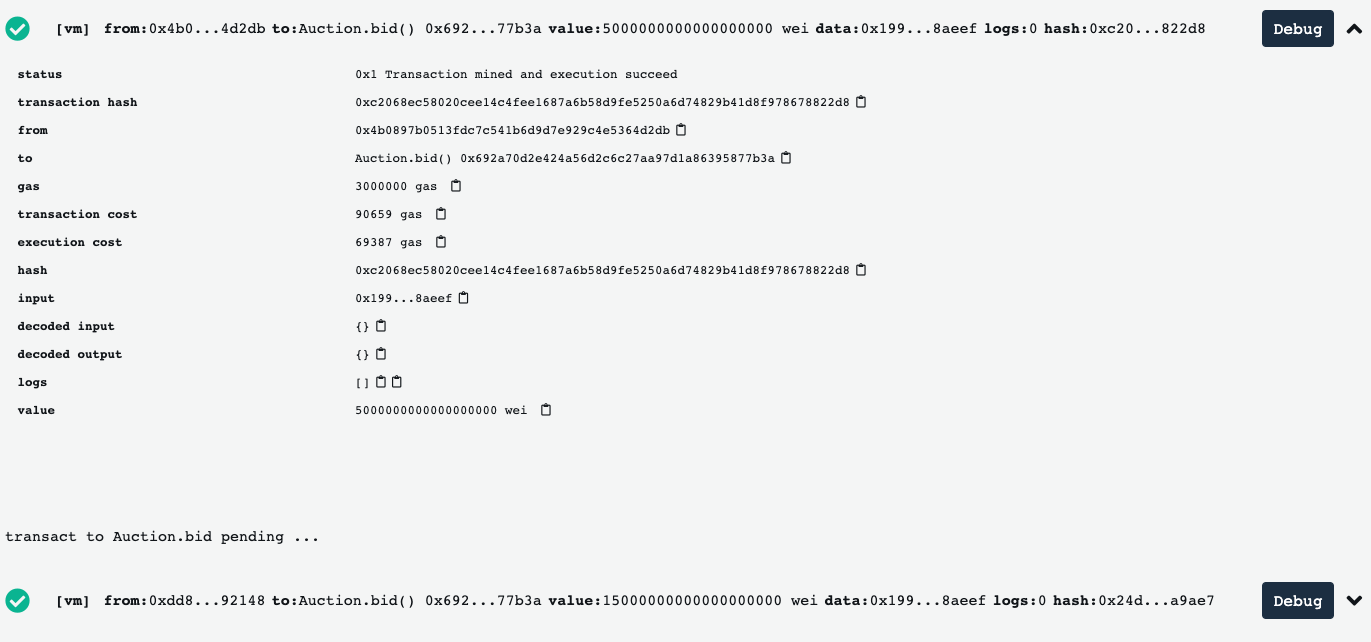 [vm] from:0x4b0...4d2db to:Auction.bid() 0x692...77b3a value:5000000000000000000 wei data:0x199...8aeef logs:0 hash:0xc20...822d8 Debug
status 0x1 Transaction mined and execution succeed
transaction hash 0xc2068ec58020cee14c4fee1687a6b58d9fe5250a6d74829b41d8f978678822d8
from 0x4b0897b0513fdc7c541b6d9d7e929c4e5364d2db
to Auction.bid() 0x692a70d2e424a56d2c6c27aa97d1a86395877b3a
gas 3000000 gas
transaction cost 90659 gas
execution cost 69387 gas
hash 0xc2068ec58020cee14c4fee1687a6b58d9fe5250a6d74829b41d8f978678822d8
input 0x199...8aeef
decoded input {}
decoded output {}
logs []
value 5000000000000000000 wei
transact to Auction.bid pending ...
[vm] from:0xdd8...92148 to:Auction.bid() 0x692...77b3a value:15000000000000000000 wei data:0x199...8aeef logs:0 hash:0x24d...a9ae7 Debug